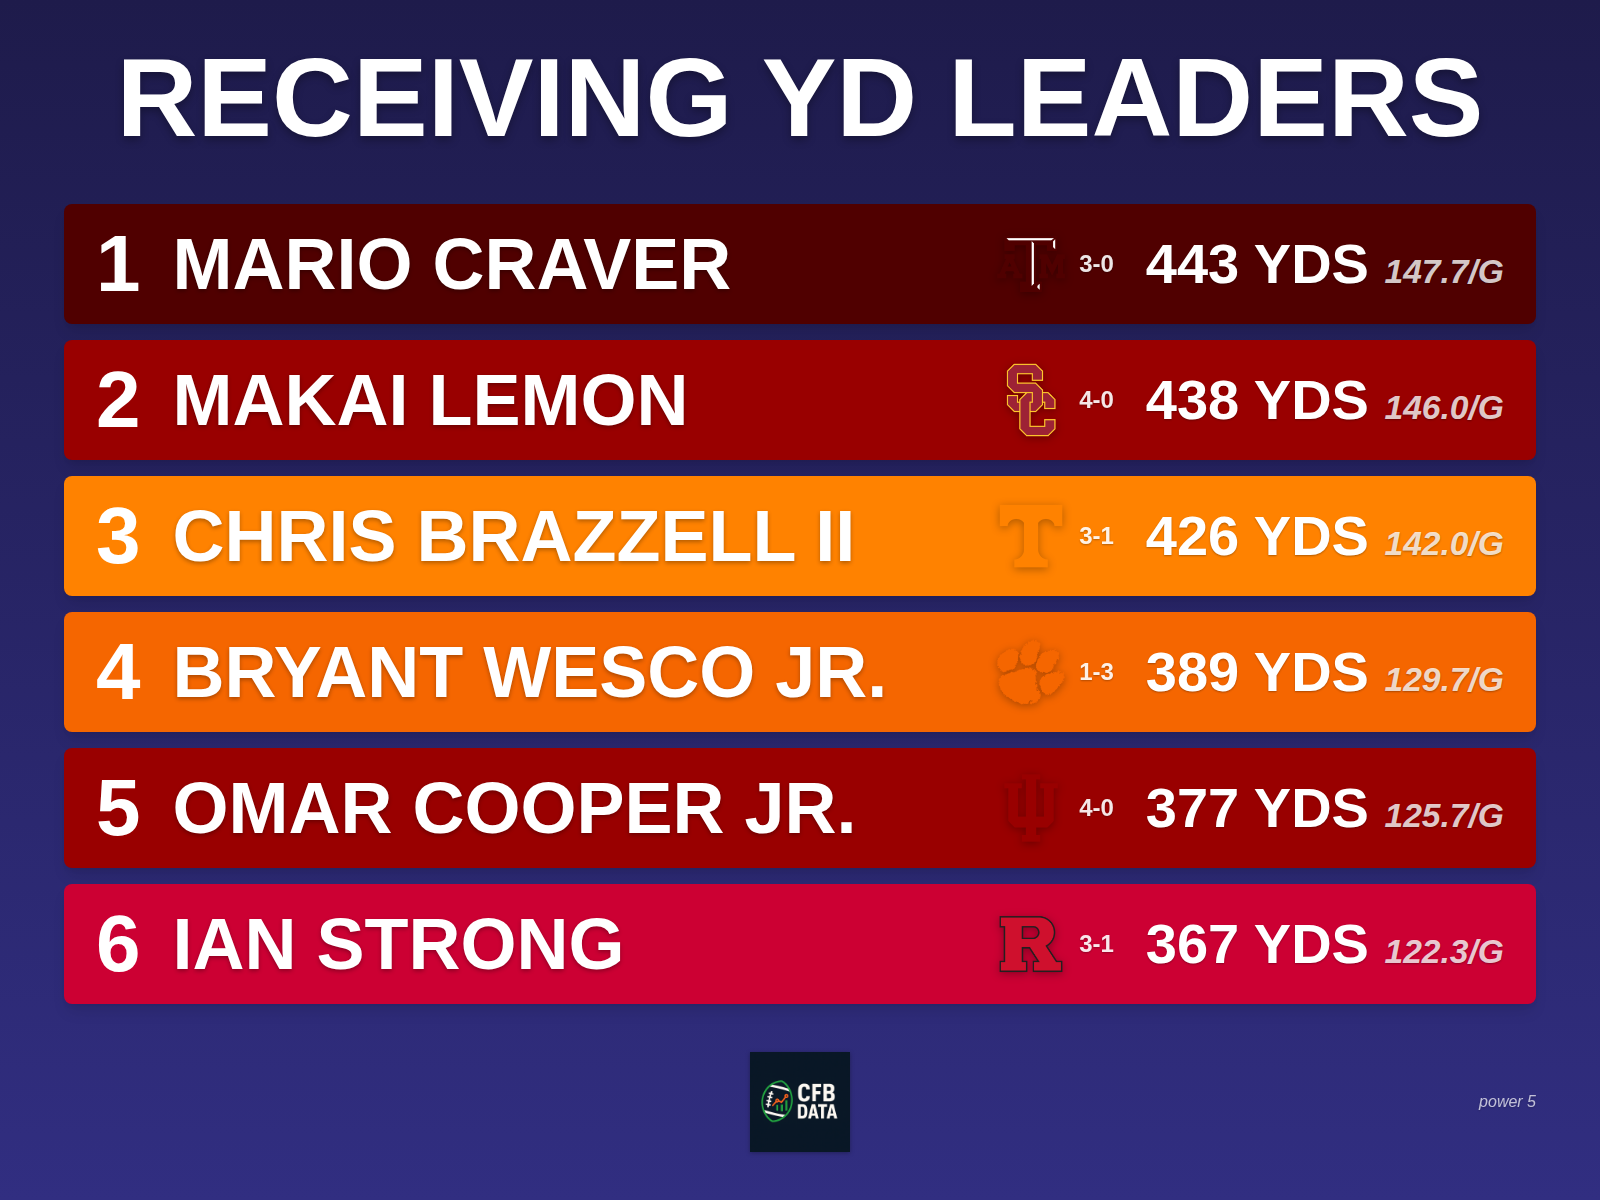 RECEIVING YD LEADERS
1 MARIO CRAVER 3-0 443 YDS 147.7/G
2 MAKAI LEMON SC 4-0 438 YDS 146.0/G
3 CHRIS BRAZZELL II T 3-1 426 YDS 142.0/G
4 BRYANT WESCO JR. 1-3 389 YDS 129.7/G
5 OMAR COOPER JR. 4-0 377 YDS 125.7/G
6 IAN STRONG R 3-1 367 YDS 122.3/G
CFB
DATA
power 5